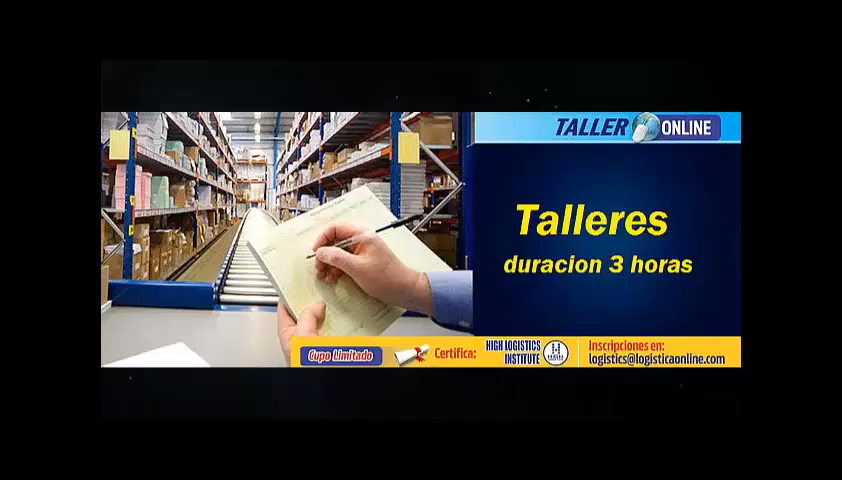 TALLER ONLINE
Talleres
duracion 3 horas
Cupo Limitado
Certifica:
HIGH LOGISTICS
INSTITUTE
Inscripciones en:
logistics@logisticaonline.com